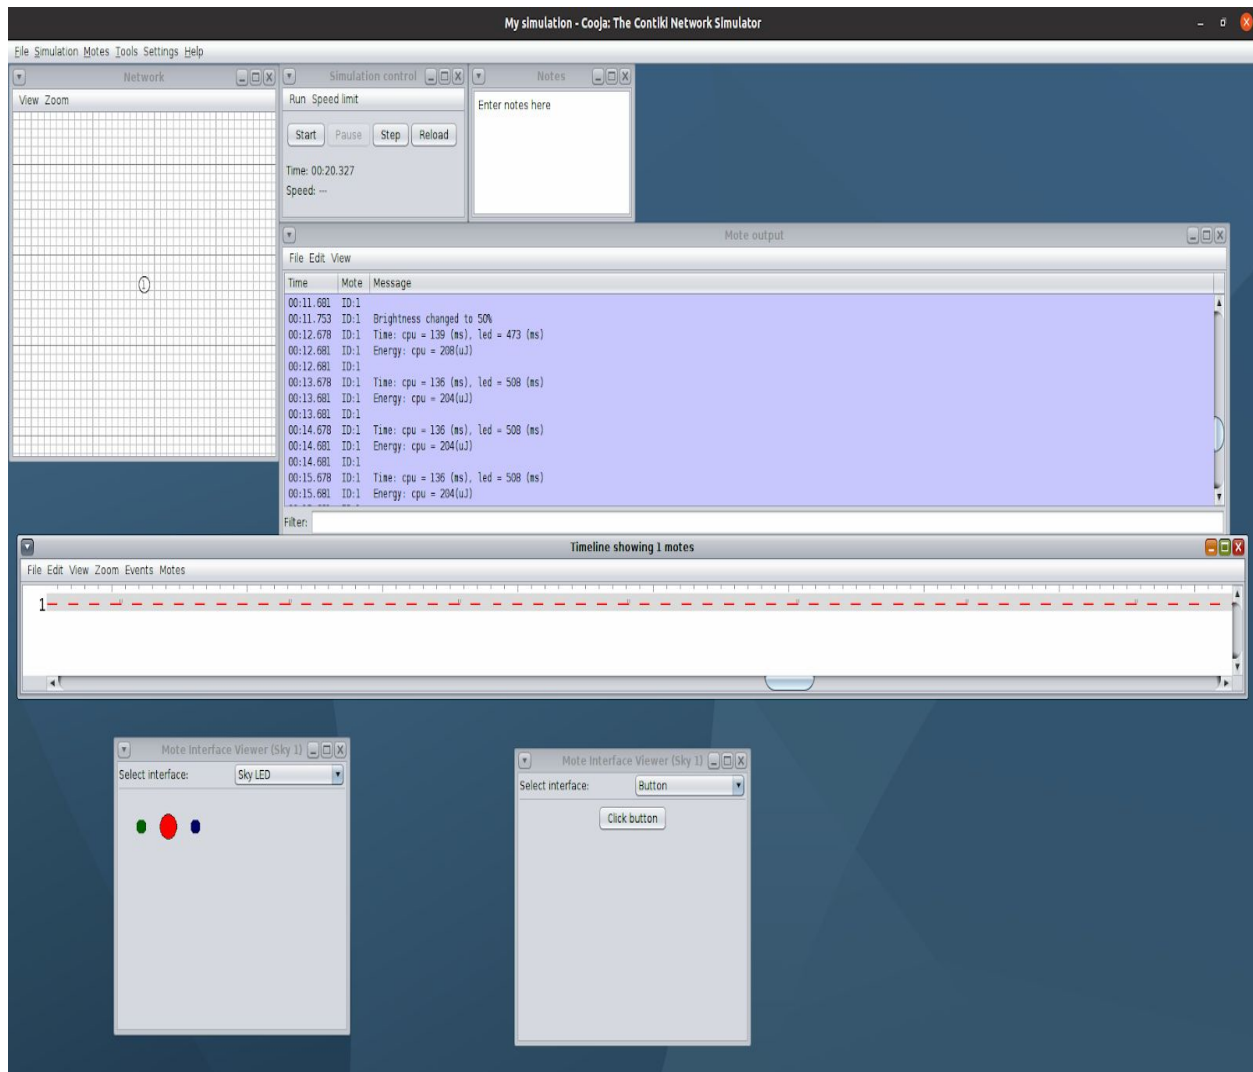 My simulation - Cooja: The Contiki Network Simulator
File Simulation Motes Tools Settings Help
Network
View Zoom
1
Simulation control
Run Speed limit
Start Pause Step Reload
Time: 00:20.327
Speed: ---
Notes
Enter notes here
Mote output
File Edit View
Time Mote Message
00:11.681 ID:1
00:11.753 ID:1 Brightness changed to 50%
00:12.678 ID:1 Time: cpu = 139 (ms), led = 473 (ms)
00:12.681 ID:1 Energy: cpu = 208(uJ)
00:12.681 ID:1
00:13.678 ID:1 Time: cpu = 136 (ms), led = 508 (ms)
00:13.681 ID:1 Energy: cpu = 204(uJ)
00:13.681 ID:1
00:14.678 ID:1 Time: cpu = 136 (ms), led = 508 (ms)
00:14.681 ID:1 Energy: cpu = 204(uJ)
00:14.681 ID:1
00:15.678 ID:1 Time: cpu = 136 (ms), led = 508 (ms)
00:15.681 ID:1 Energy: cpu = 204(uJ)
Filter:
Timeline showing 1 motes
File Edit View Zoom Events Motes
1
Mote Interface Viewer (Sky 1)
Select interface: Sky LED
Mote Interface Viewer (Sky 1)
Select interface: Button
Click button